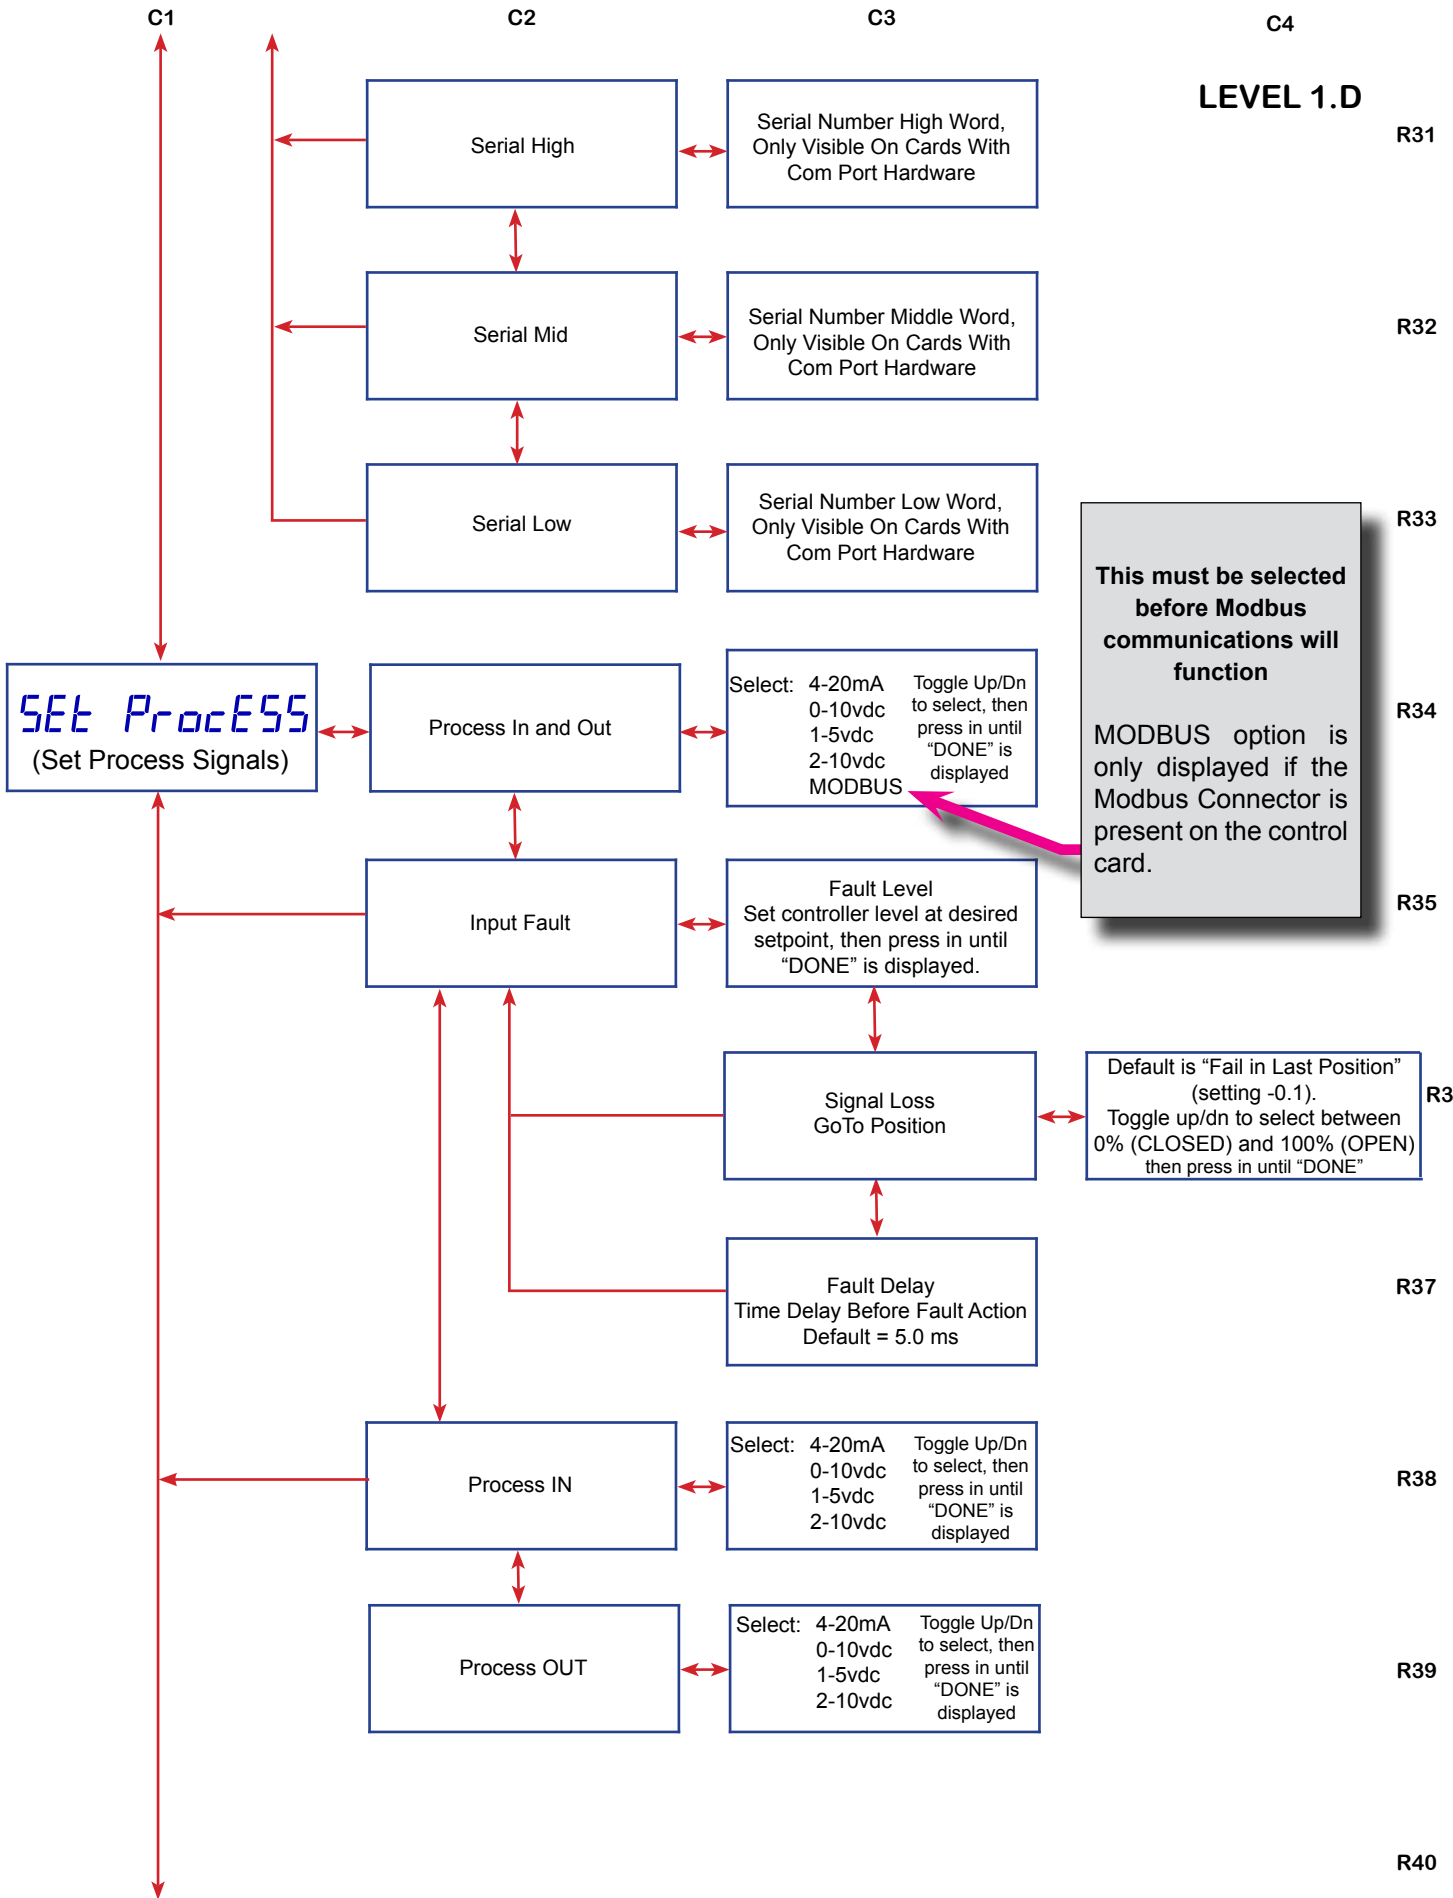 C1
C2
C3
C4
LEVEL 1.D
Serial High
Serial Number High Word,
Only Visible On Cards With
Com Port Hardware
R31
Serial Mid
Serial Number Middle Word,
Only Visible On Cards With
Com Port Hardware
R32
Serial Low
Serial Number Low Word,
Only Visible On Cards With
Com Port Hardware
R33
This must be selected
before Modbus
communications will
function
MODBUS option is
only displayed if the
Modbus Connector is
present on the control
card.
SEt ProcESS
(Set Process Signals)
Process In and Out
Select: 4-20mA
0-10vdc
1-5vdc
2-10vdc
MODBUS
Toggle Up/Dn
to select, then
press in until
“DONE” is
displayed
R34
Input Fault
Fault Level
Set controller level at desired
setpoint, then press in until
“DONE” is displayed.
R35
Signal Loss
GoTo Position
Default is “Fail in Last Position”
(setting -0.1).
Toggle up/dn to select between
0% (CLOSED) and 100% (OPEN)
then press in until “DONE”
R3
Fault Delay
Time Delay Before Fault Action
Default = 5.0 ms
R37
Process IN
Select: 4-20mA
0-10vdc
1-5vdc
2-10vdc
Toggle Up/Dn
to select, then
press in until
“DONE” is
displayed
R38
Process OUT
Select: 4-20mA
0-10vdc
1-5vdc
2-10vdc
Toggle Up/Dn
to select, then
press in until
“DONE” is
displayed
R39
R40